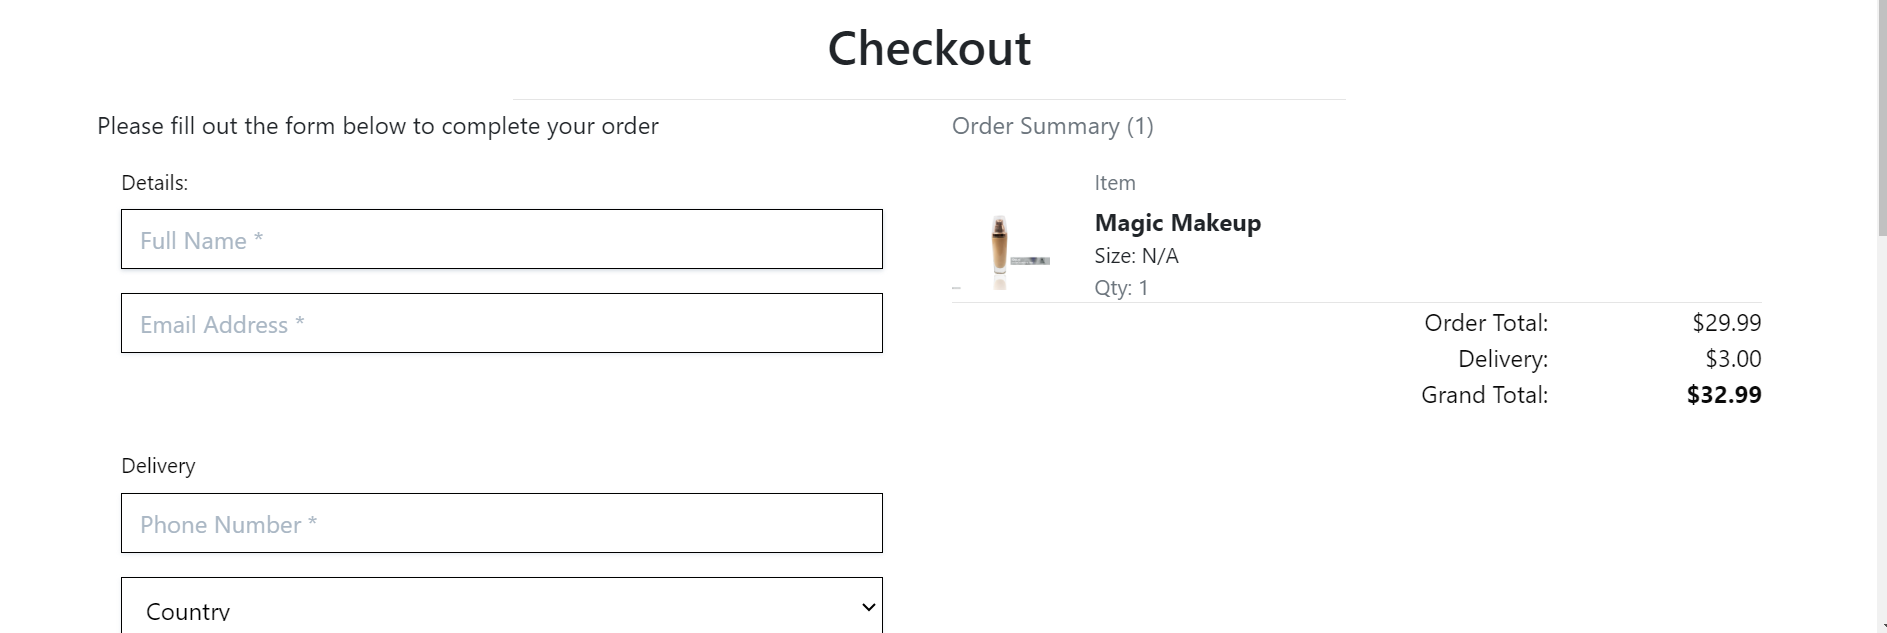 Checkout
Please fill out the form below to complete your order
Details:
Full Name *
Email Address *
Delivery
Phone Number *
Country
Order Summary (1)
Item
Magic Makeup
Size: N/A
Qty: 1
Order Total: $29.99
Delivery: $3.00
Grand Total: $32.99